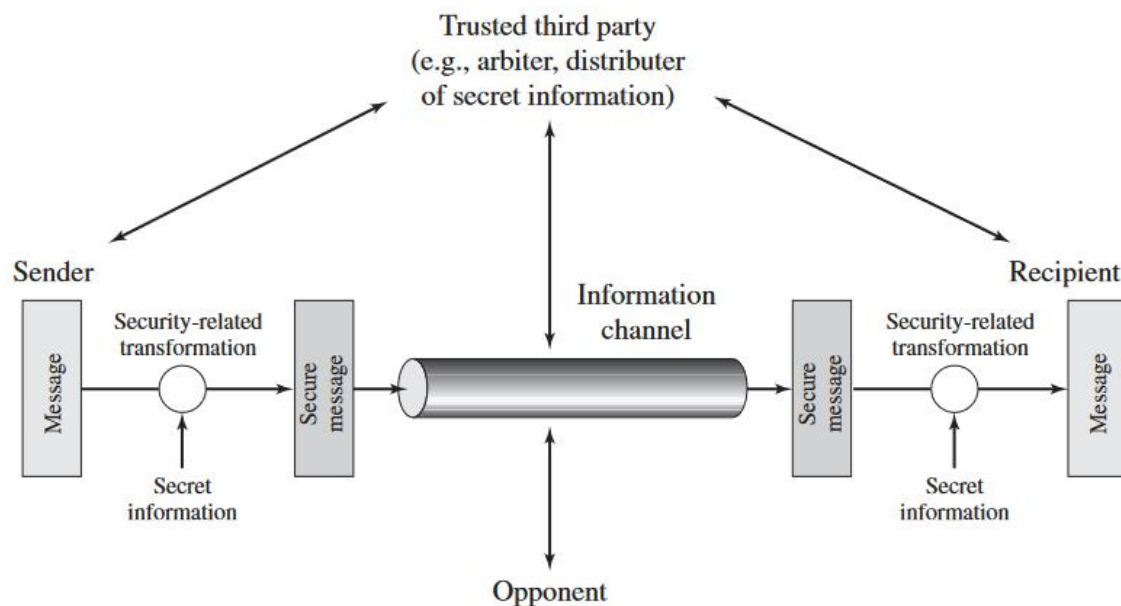 Trusted third party
(e.g., arbiter, distributer
of secret information)
Sender
Recipient
Information
channel
Security-related
transformation
Security-related
transformation
Message
Secure
message
Secure
message
Message
Secret
information
Secret
information
Opponent